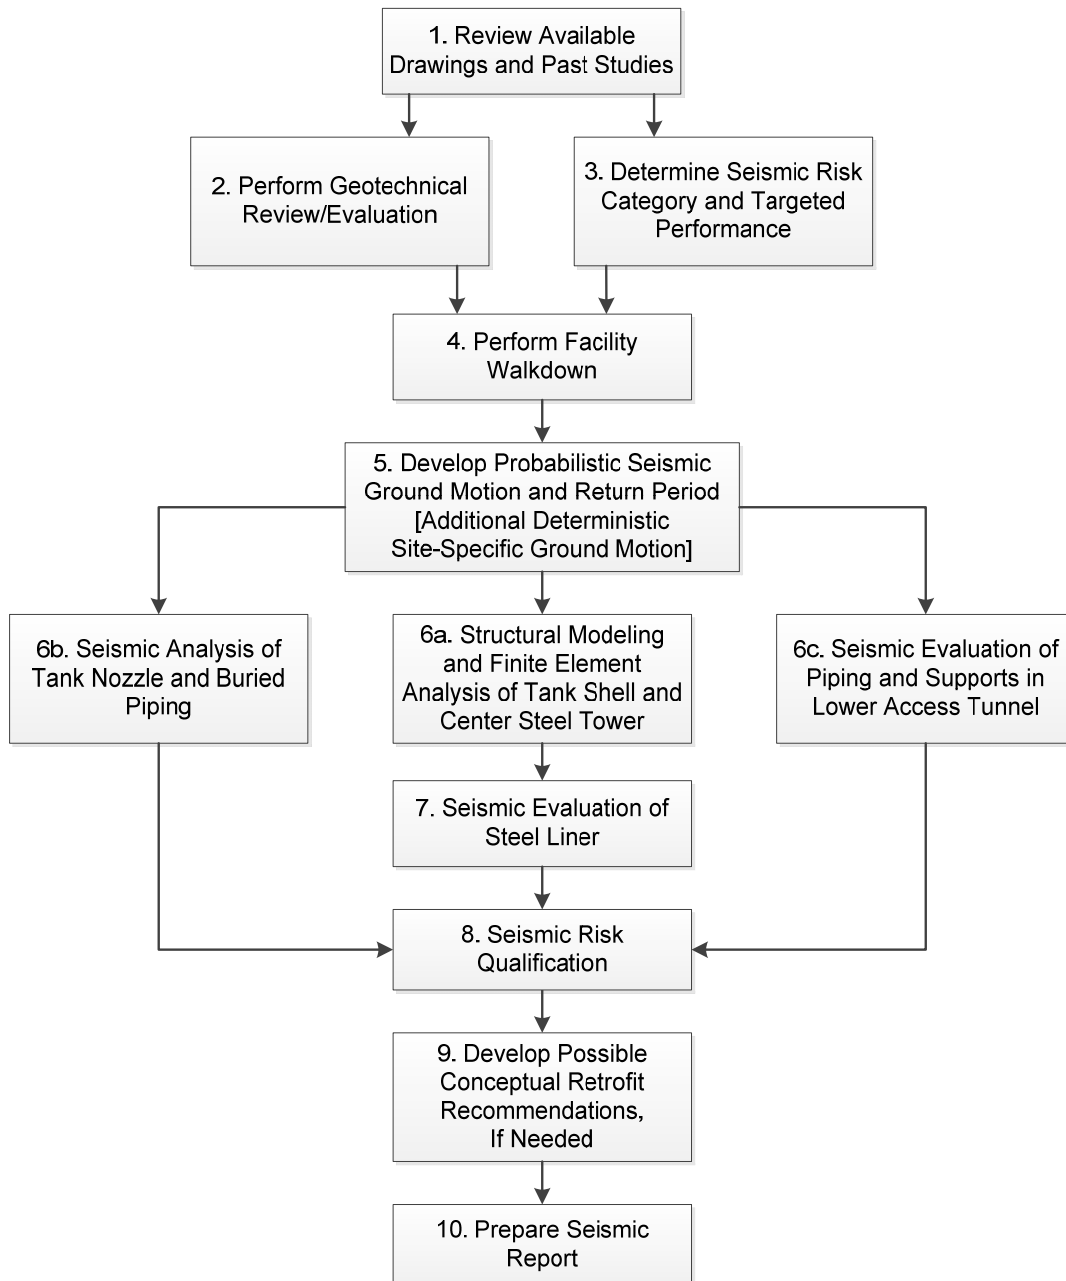 1. Review Available
Drawings and Past Studies
2. Perform Geotechnical
Review/Evaluation
3. Determine Seismic Risk
Category and Targeted
Performance
4. Perform Facility
Walkdown
5. Develop Probabilistic Seismic
Ground Motion and Return Period
[Additional Deterministic
Site-Specific Ground Motion]
6b. Seismic Analysis of
Tank Nozzle and Buried
Piping
6a. Structural Modeling
and Finite Element
Analysis of Tank Shell and
Center Steel Tower
6c. Seismic Evaluation of
Piping and Supports in
Lower Access Tunnel
7. Seismic Evaluation of
Steel Liner
8. Seismic Risk
Qualification
9. Develop Possible
Conceptual Retrofit
Recommendations,
If Needed
10. Prepare Seismic
Report